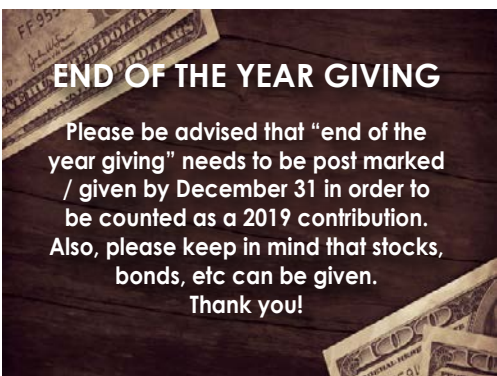 FF955
DOLLARS
END OF THE YEAR GIVING
Please be advised that “end of the
year giving” needs to be post marked
/ given by December 31 in order to
be counted as a 2019 contribution.
Also, please keep in mind that stocks,
bonds, etc can be given.
Thank you!